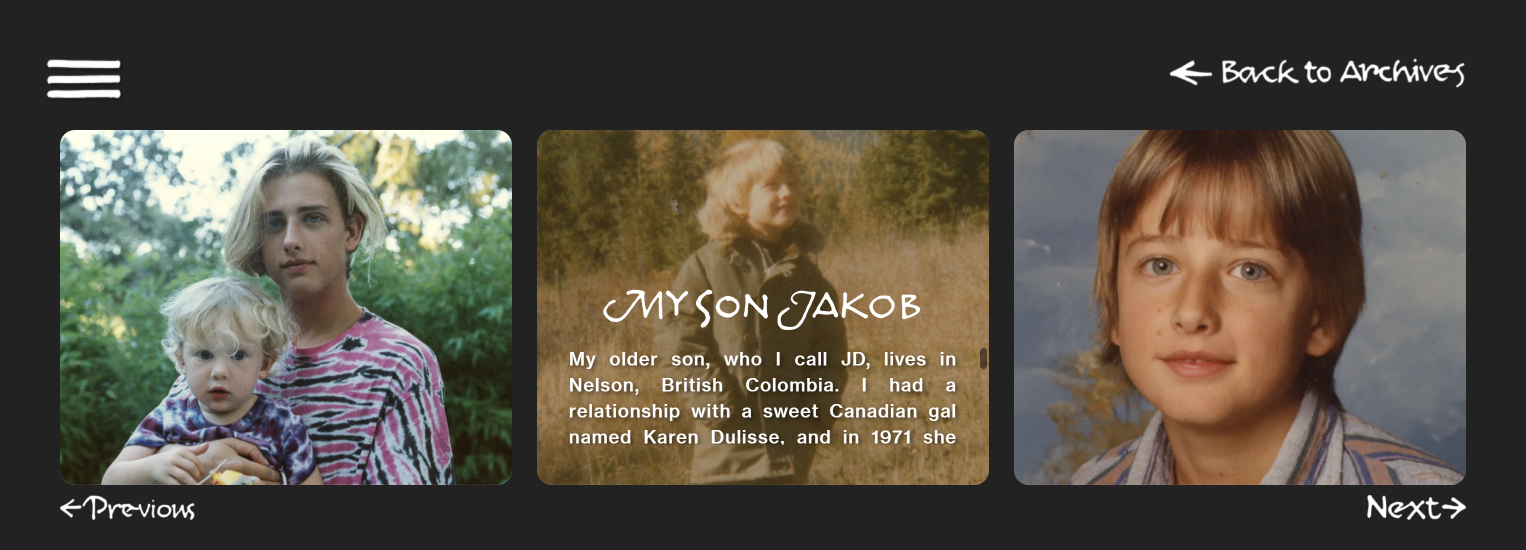 ← Back to Archives
My Son Jakob
My older son, who I call JD, lives in
Nelson, British Colombia. I had a
relationship with a sweet Canadian gal
named Karen Dulisse, and in 1971 she
← Previous
Next →